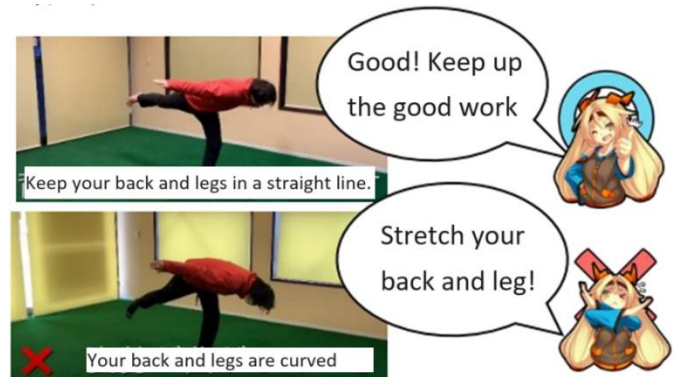 Good! Keep up
the good work
Keep your back and legs in a straight line.
Stretch your
back and leg!
Your back and legs are curved